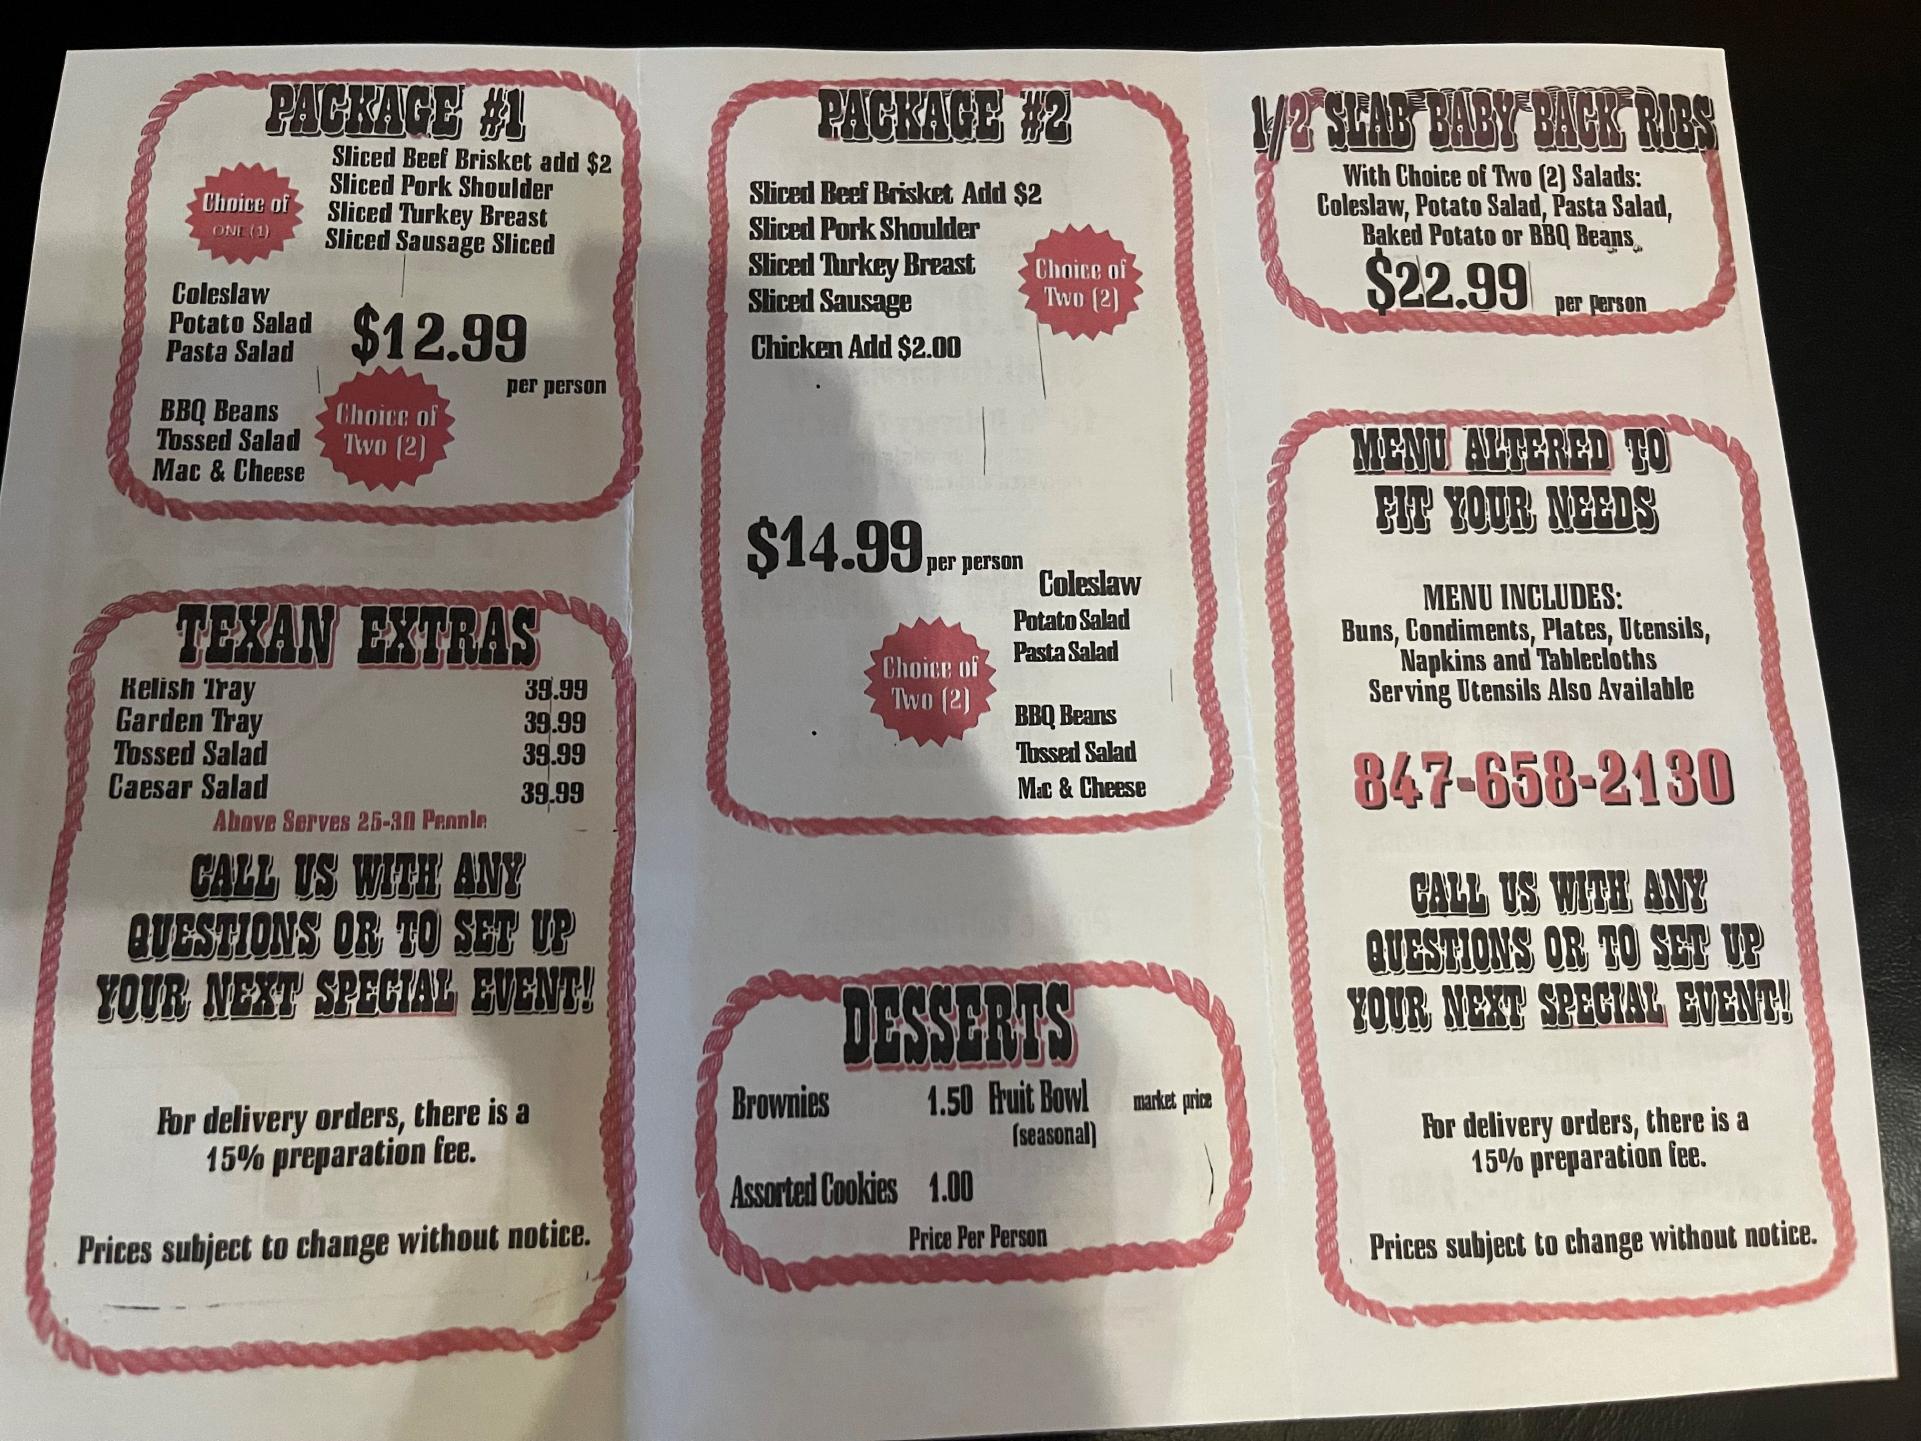 PACKAGE #1
Sliced Beef Brisket add $2
Sliced Pork Shoulder
Sliced Turkey Breast
Sliced Sausage Sliced
Choice of
ONE (1)
Coleslaw
Potato Salad
Pasta Salad
$12.99
per person
BBQ Beans
Tossed Salad
Mac & Cheese
Choice of
Two (2)
TEXAN EXTRAS
Relish Tray 39.99
Garden Tray 39.99
Tossed Salad 39.99
Caesar Salad 39.99
Above Serves 25-30 People
CALL US WITH ANY
QUESTIONS OR TO SET UP
YOUR NEXT SPECIAL EVENT!
For delivery orders, there is a
15% preparation fee.
Prices subject to change without notice.
PACKAGE #2
Sliced Beef Brisket Add $2
Sliced Pork Shoulder
Sliced Turkey Breast
Sliced Sausage
Chicken Add $2.00
Choice of
Two (2)
$14.99 per person
Coleslaw
Potato Salad
Pasta Salad
Choice of
Two (2)
BBQ Beans
Tossed Salad
Mac & Cheese
DESSERTS
Brownies 1.50 Fruit Bowl market price
(seasonal)
Assorted Cookies 1.00
Price Per Person
1/2 SLAB BABY BACK RIBS
With Choice of Two (2) Salads:
Coleslaw, Potato Salad, Pasta Salad,
Baked Potato or BBQ Beans
$22.99 per person
MENU ALTERED TO
FIT YOUR NEEDS
MENU INCLUDES:
Buns, Condiments, Plates, Utensils,
Napkins and Tablecloths
Serving Utensils Also Available
847-658-2130
CALL US WITH ANY
QUESTIONS OR TO SET UP
YOUR NEXT SPECIAL EVENT!
For delivery orders, there is a
15% preparation fee.
Prices subject to change without notice.